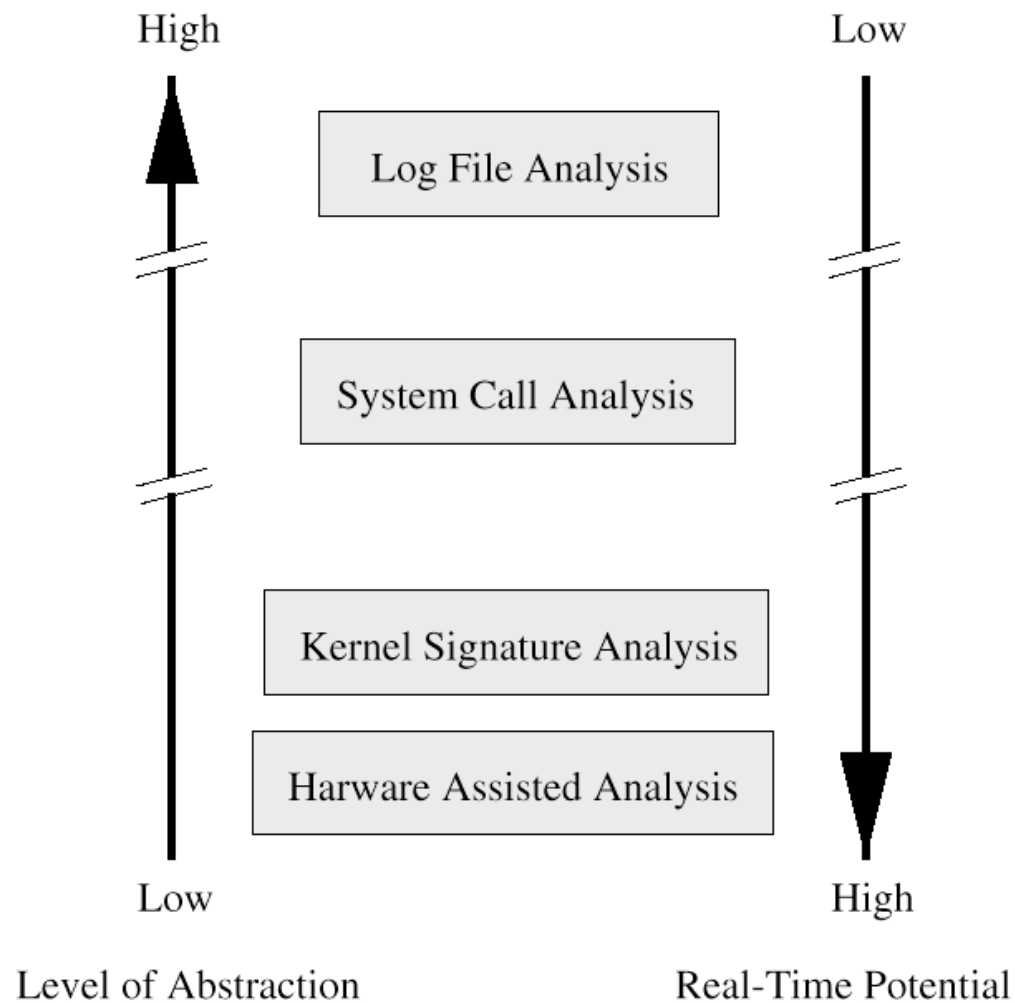 High
Low
Log File Analysis
System Call Analysis
Kernel Signature Analysis
Harware Assisted Analysis
Low
High
Level of Abstraction
Real-Time Potential